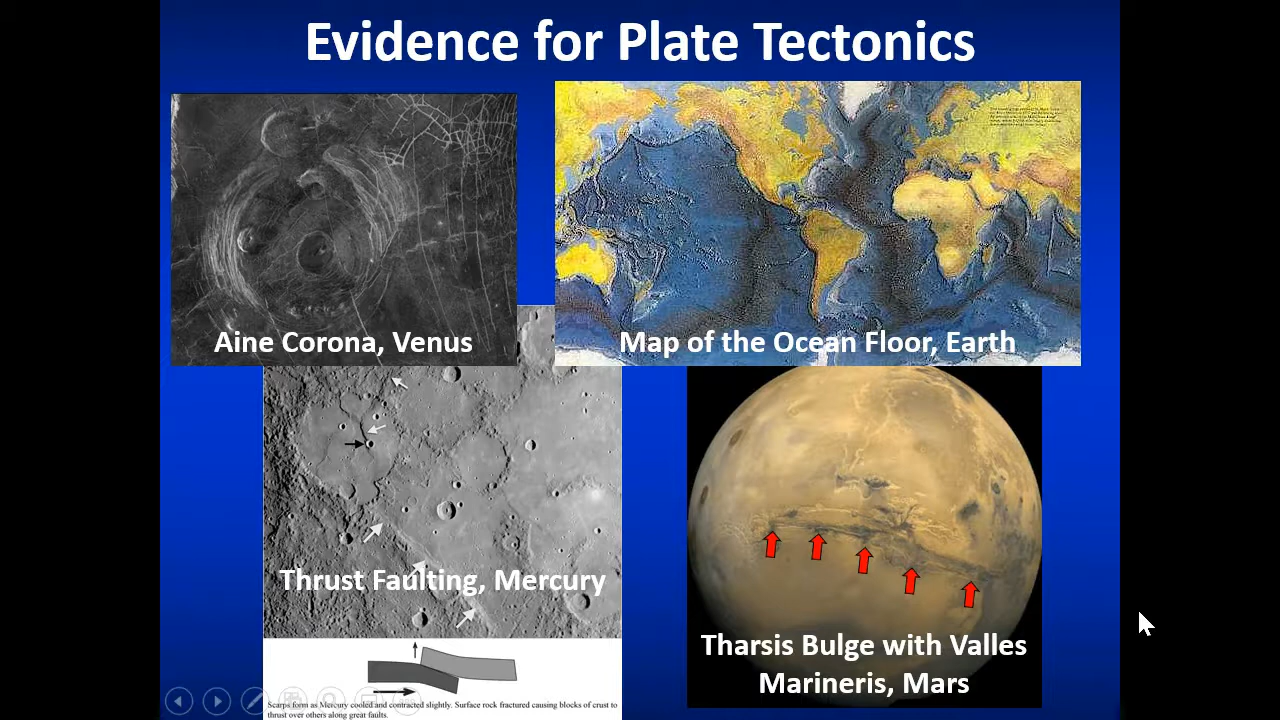 Evidence for Plate Tectonics
Aine Corona, Venus
Map of the Ocean Floor, Earth
Thrust Faulting, Mercury
Tharsis Bulge with Valles
Marineris, Mars
Scarps form as Mercury cooled and contracted slightly. Surface rock fractured causing blocks of crust to
thrust over others along great faults.